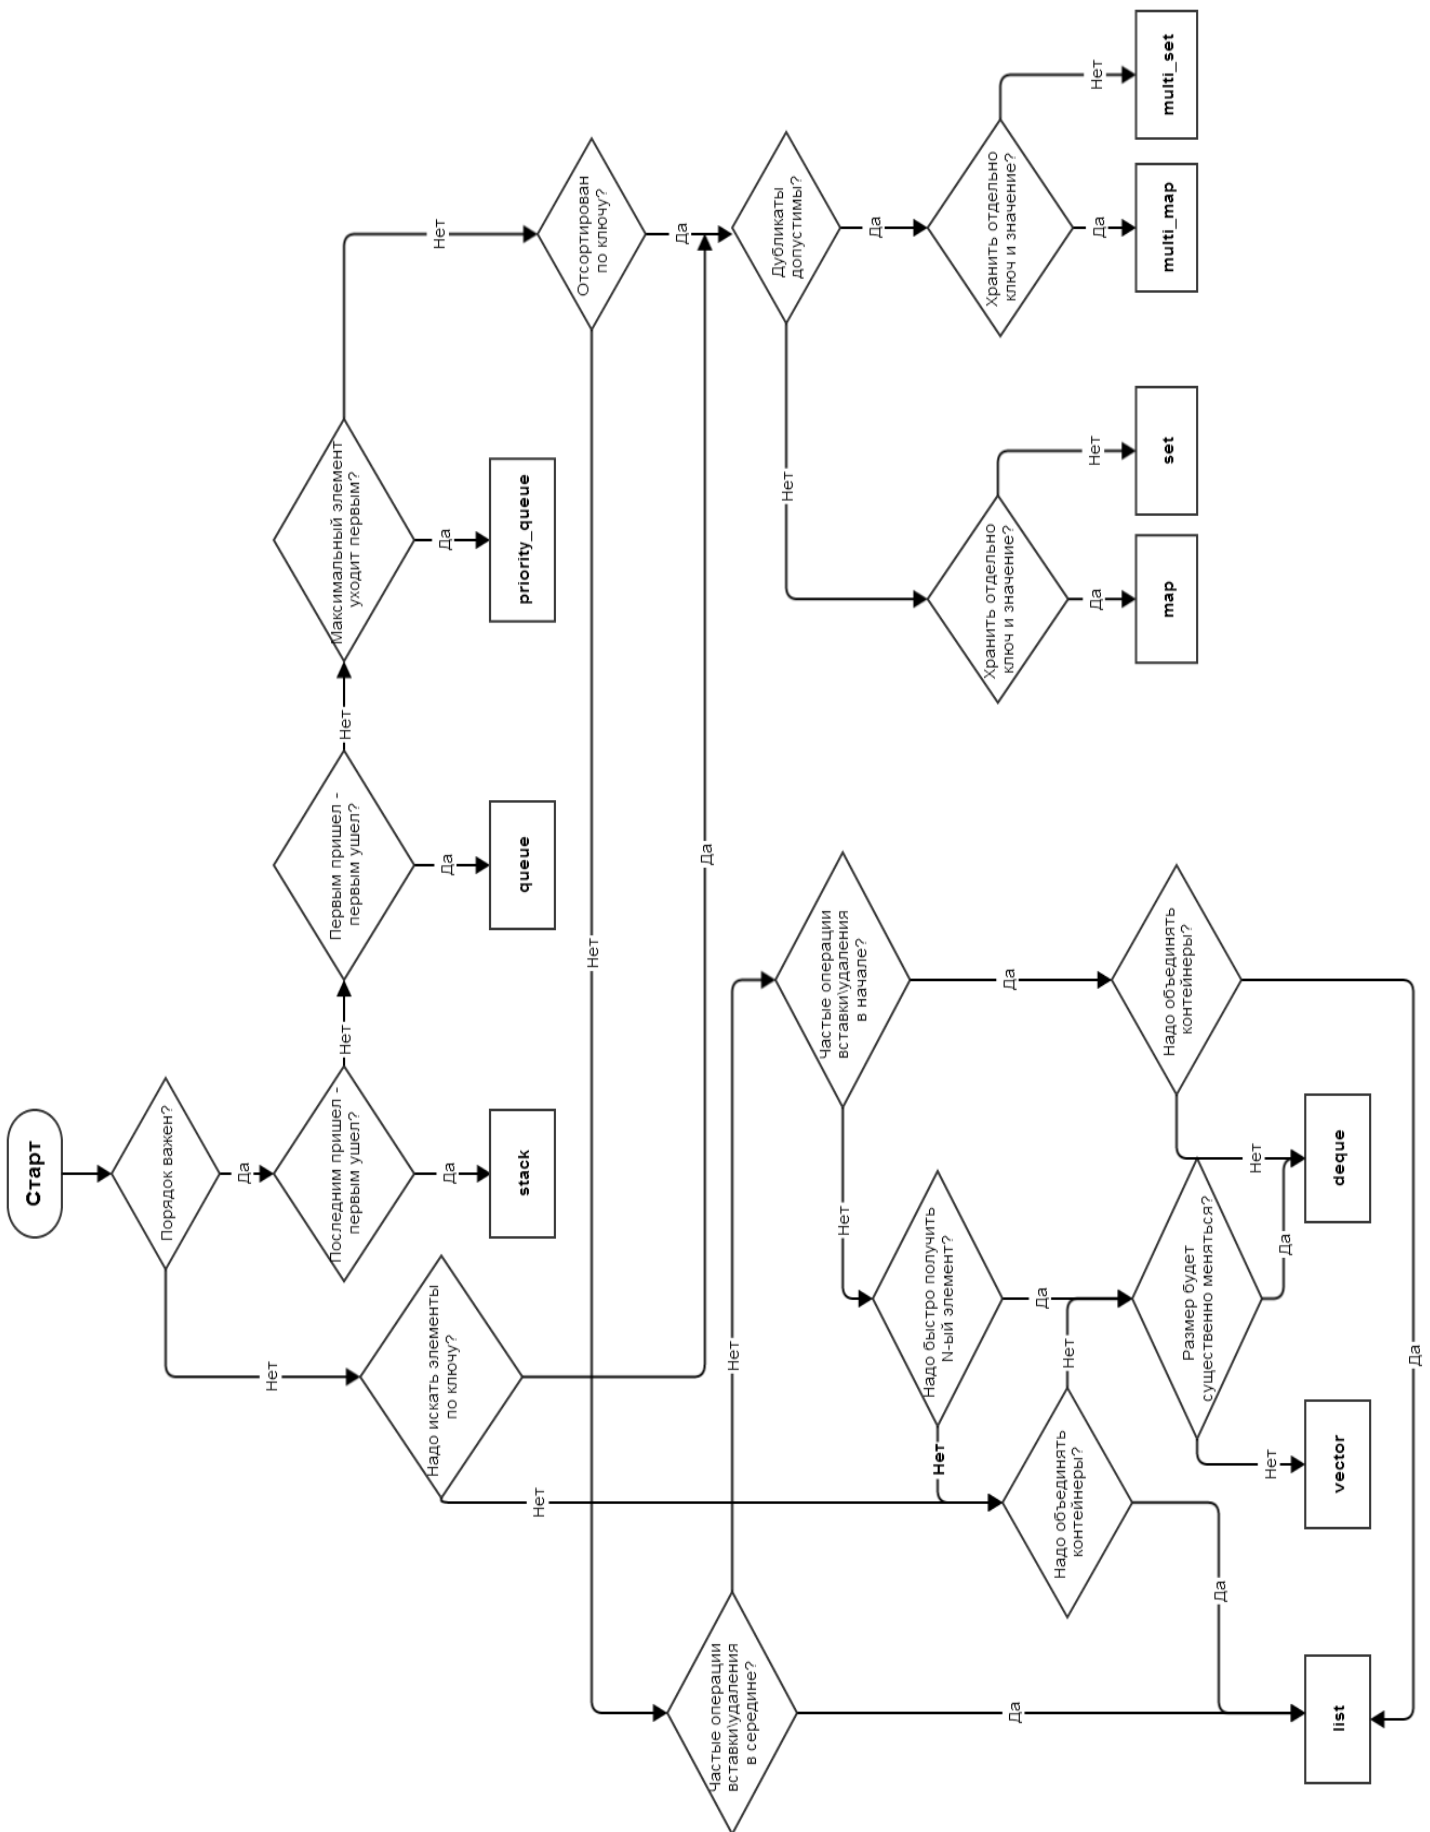 Старт
Порядок важен?
Да
Нет
Последним пришел -
первым ушел?
Нет
Да
stack
Первым пришел -
первым ушел?
Нет
Да
queue
Максимальный элемент
уходит первым?
Нет
Да
priority_queue
Отсортирован
по ключу?
Да
Нет
Надо искать элементы
по ключу?
Да
Нет
Дубликаты
допустимы?
Да
Нет
Хранить отдельно
ключ и значение?
Нет
Да
multi_set
multi_map
Хранить отдельно
ключ и значение?
Нет
Да
set
map
Частые операции
вставки\удаления
в середине?
Нет
Да
Частые операции
вставки\удаления
в начале?
Да
Нет
Надо быстро получить
N-ый элемент?
Да
Нет
Надо объединять
контейнеры?
Нет
Да
Надо объединять
контейнеры?
Нет
Да
Размер будет
существенно меняться?
Да
Нет
deque
vector
list